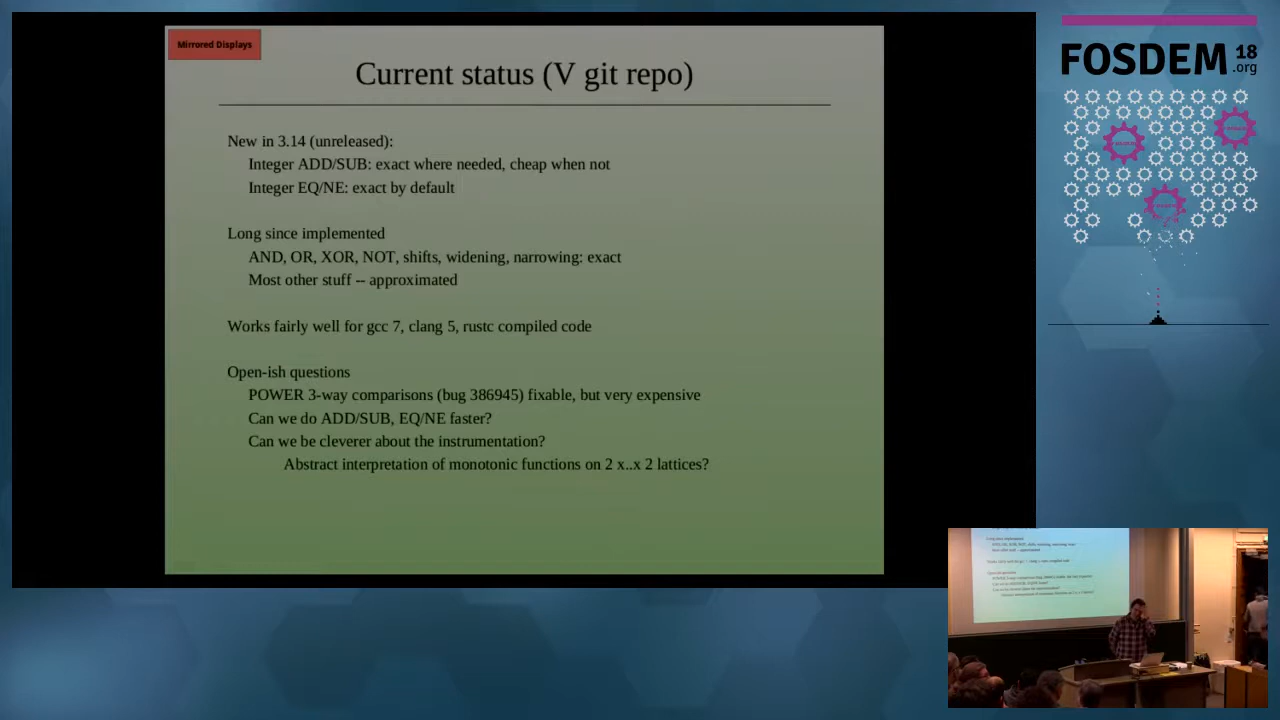 Mirrored Displays
Current status (V git repo)
New in 3.14 (unreleased):
Integer ADD/SUB: exact where needed, cheap when not
Integer EQ/NE: exact by default
Long since implemented
AND, OR, XOR, NOT, shifts, widening, narrowing: exact
Most other stuff -- approximated
Works fairly well for gcc 7, clang 5, rustc compiled code
Open-ish questions
POWER 3-way comparisons (bug 386945) fixable, but very expensive
Can we do ADD/SUB, EQ/NE faster?
Can we be cleverer about the instrumentation?
Abstract interpretation of monotonic functions on 2 x..x 2 lattices?
FOSDEM 18
.org